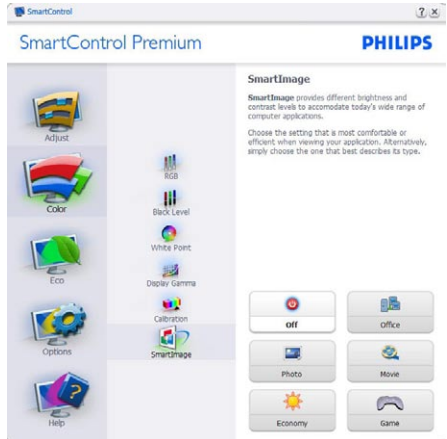 SmartControl
SmartControl Premium
PHILIPS
Adjust
Color
Eco
Options
Help
RGB
Black Level
White Point
Display Gamma
Calibration
SmartImage
SmartImage
SmartImage provides different brightness and
contrast levels to accomodate today's wide range of
computer applications.
Choose the setting that is most comfortable or
efficient when viewing your application. Alternatively,
simply choose the one that best describes its type.
Off
Office
Photo
Movie
Economy
Game